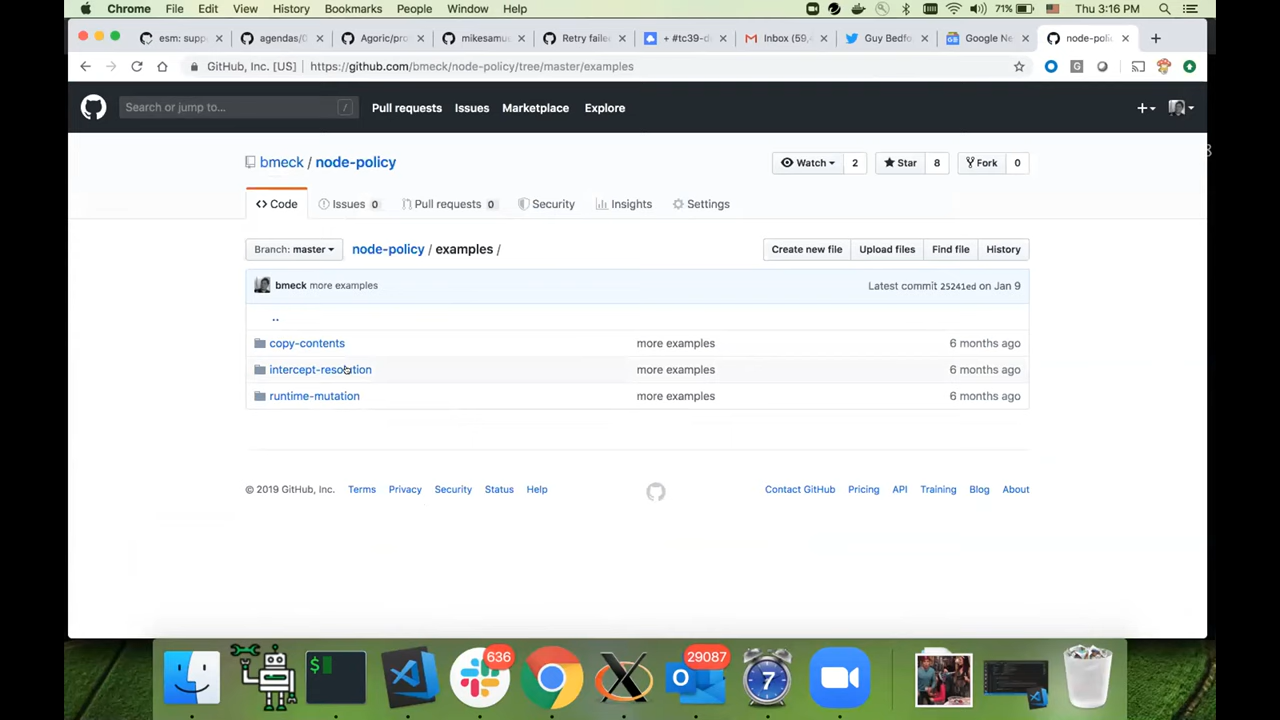 Chrome File Edit View History Bookmarks People Window Help 71% Thu 3:16 PM
esm: supp agendas/0 Agoric/pro mikesamu Retry faile + #tc39-d Inbox (59, Guy Bedfo Google Ne node-poli
GitHub, Inc. [US] https://github.com/bmeck/node-policy/tree/master/examples
Search or jump to... / Pull requests Issues Marketplace Explore
bmeck / node-policy Watch 2 Star 8 Fork 0
Code Issues 0 Pull requests 0 Security Insights Settings
Branch: master node-policy / examples / Create new file Upload files Find file History
bmeck more examples Latest commit 25241ed on Jan 9
..
copy-contents more examples 6 months ago
intercept-resolution more examples 6 months ago
runtime-mutation more examples 6 months ago
© 2019 GitHub, Inc. Terms Privacy Security Status Help Contact GitHub Pricing API Training Blog About
636 29087
$ 7